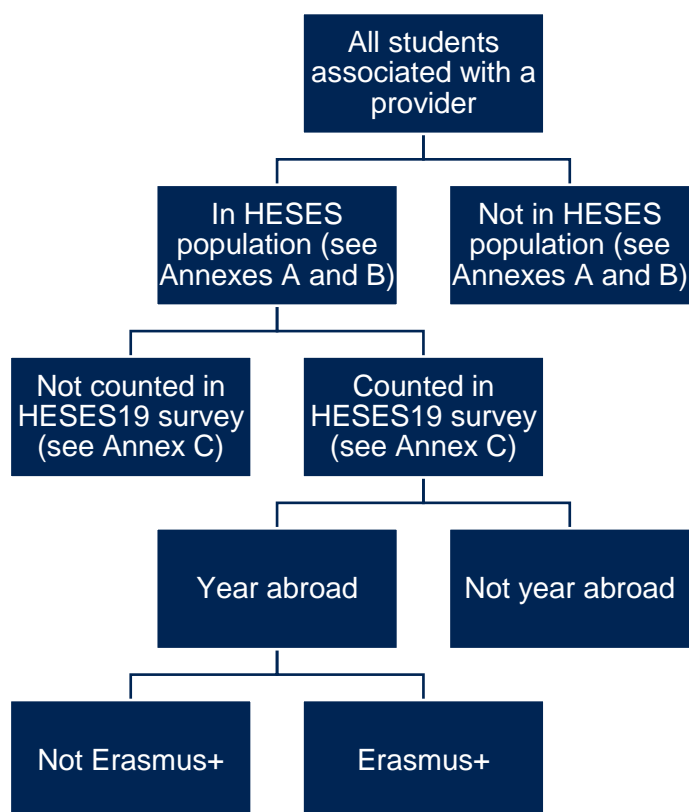 All students
associated with a
provider
In HESES
population (see
Annexes A and B)
Not in HESES
population (see
Annexes A and B)
Not counted in
HESES19 survey
(see Annex C)
Counted in
HESES19 survey
(see Annex C)
Year abroad
Not year abroad
Not Erasmus+
Erasmus+